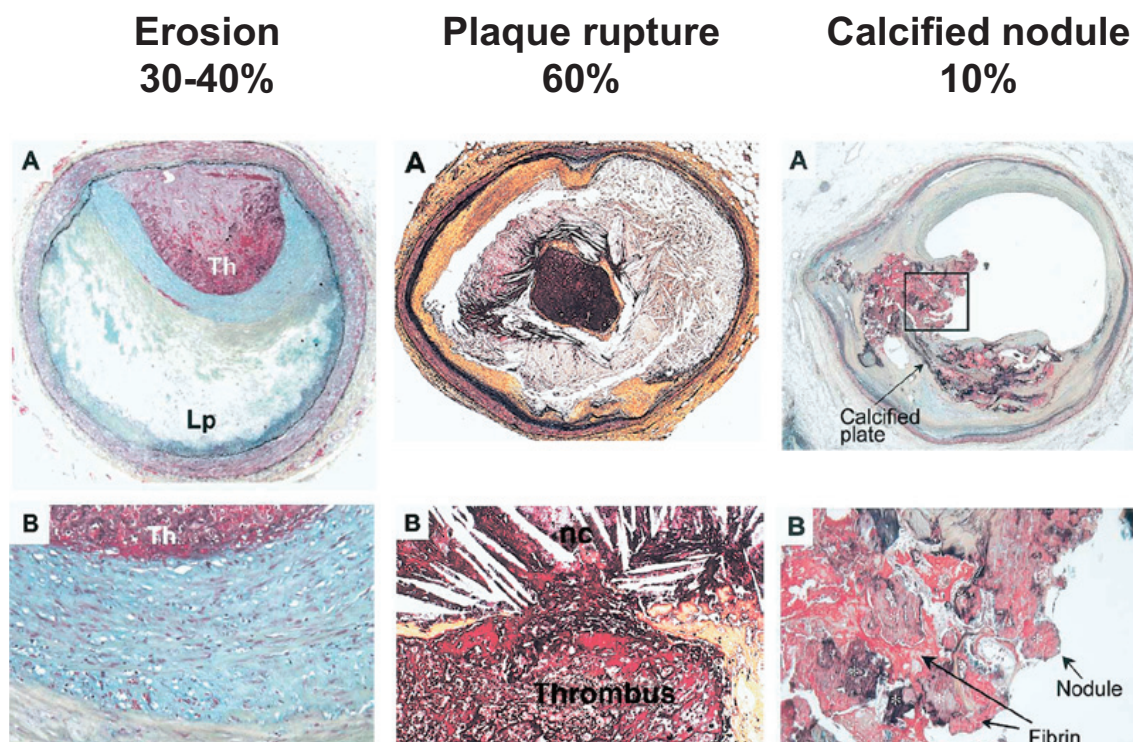 Erosion
30-40%
Plaque rupture
60%
Calcified nodule
10%
A
Th
Lp
A
A
Calcified
plate
B
Th
B
nc
Thrombus
B
Nodule
Fibrin